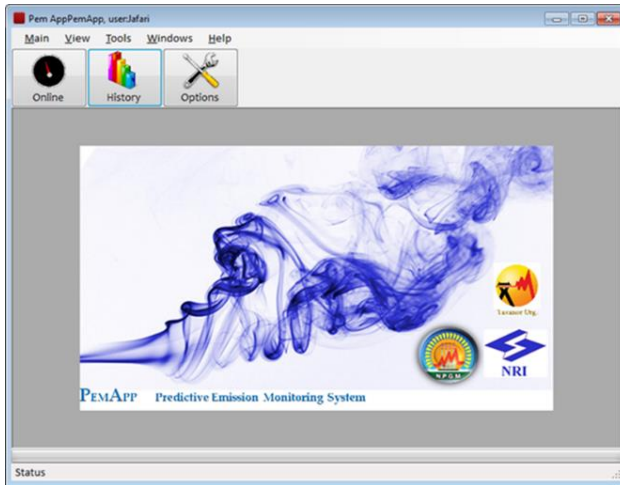 Pem AppPemApp, user:Jafari
Main View Tools Windows Help
Online History Options
Tavanor Org.
NPGM
NRI
PEMAPP Predictive Emission Monitoring System
Status